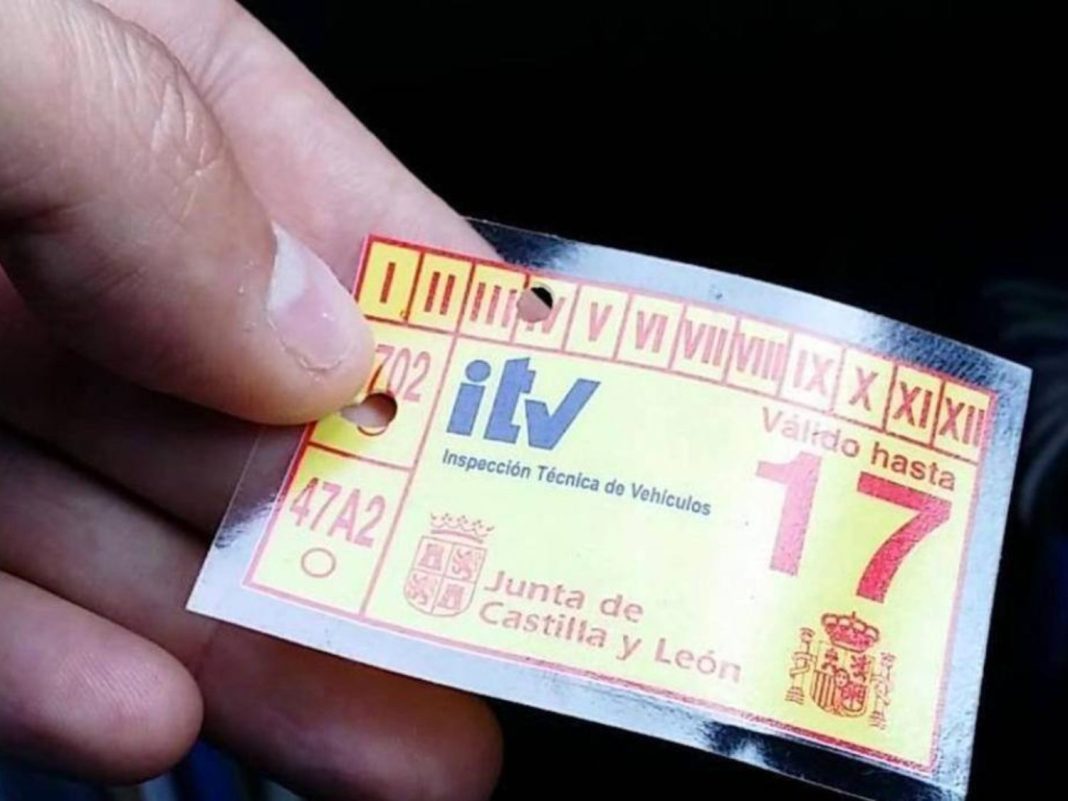 I II III IV V VI VII VIII IX X XI XII
702
itv
Válido hasta
Inspección Técnica de Vehículos
17
47A2
Junta de
Castilla y León